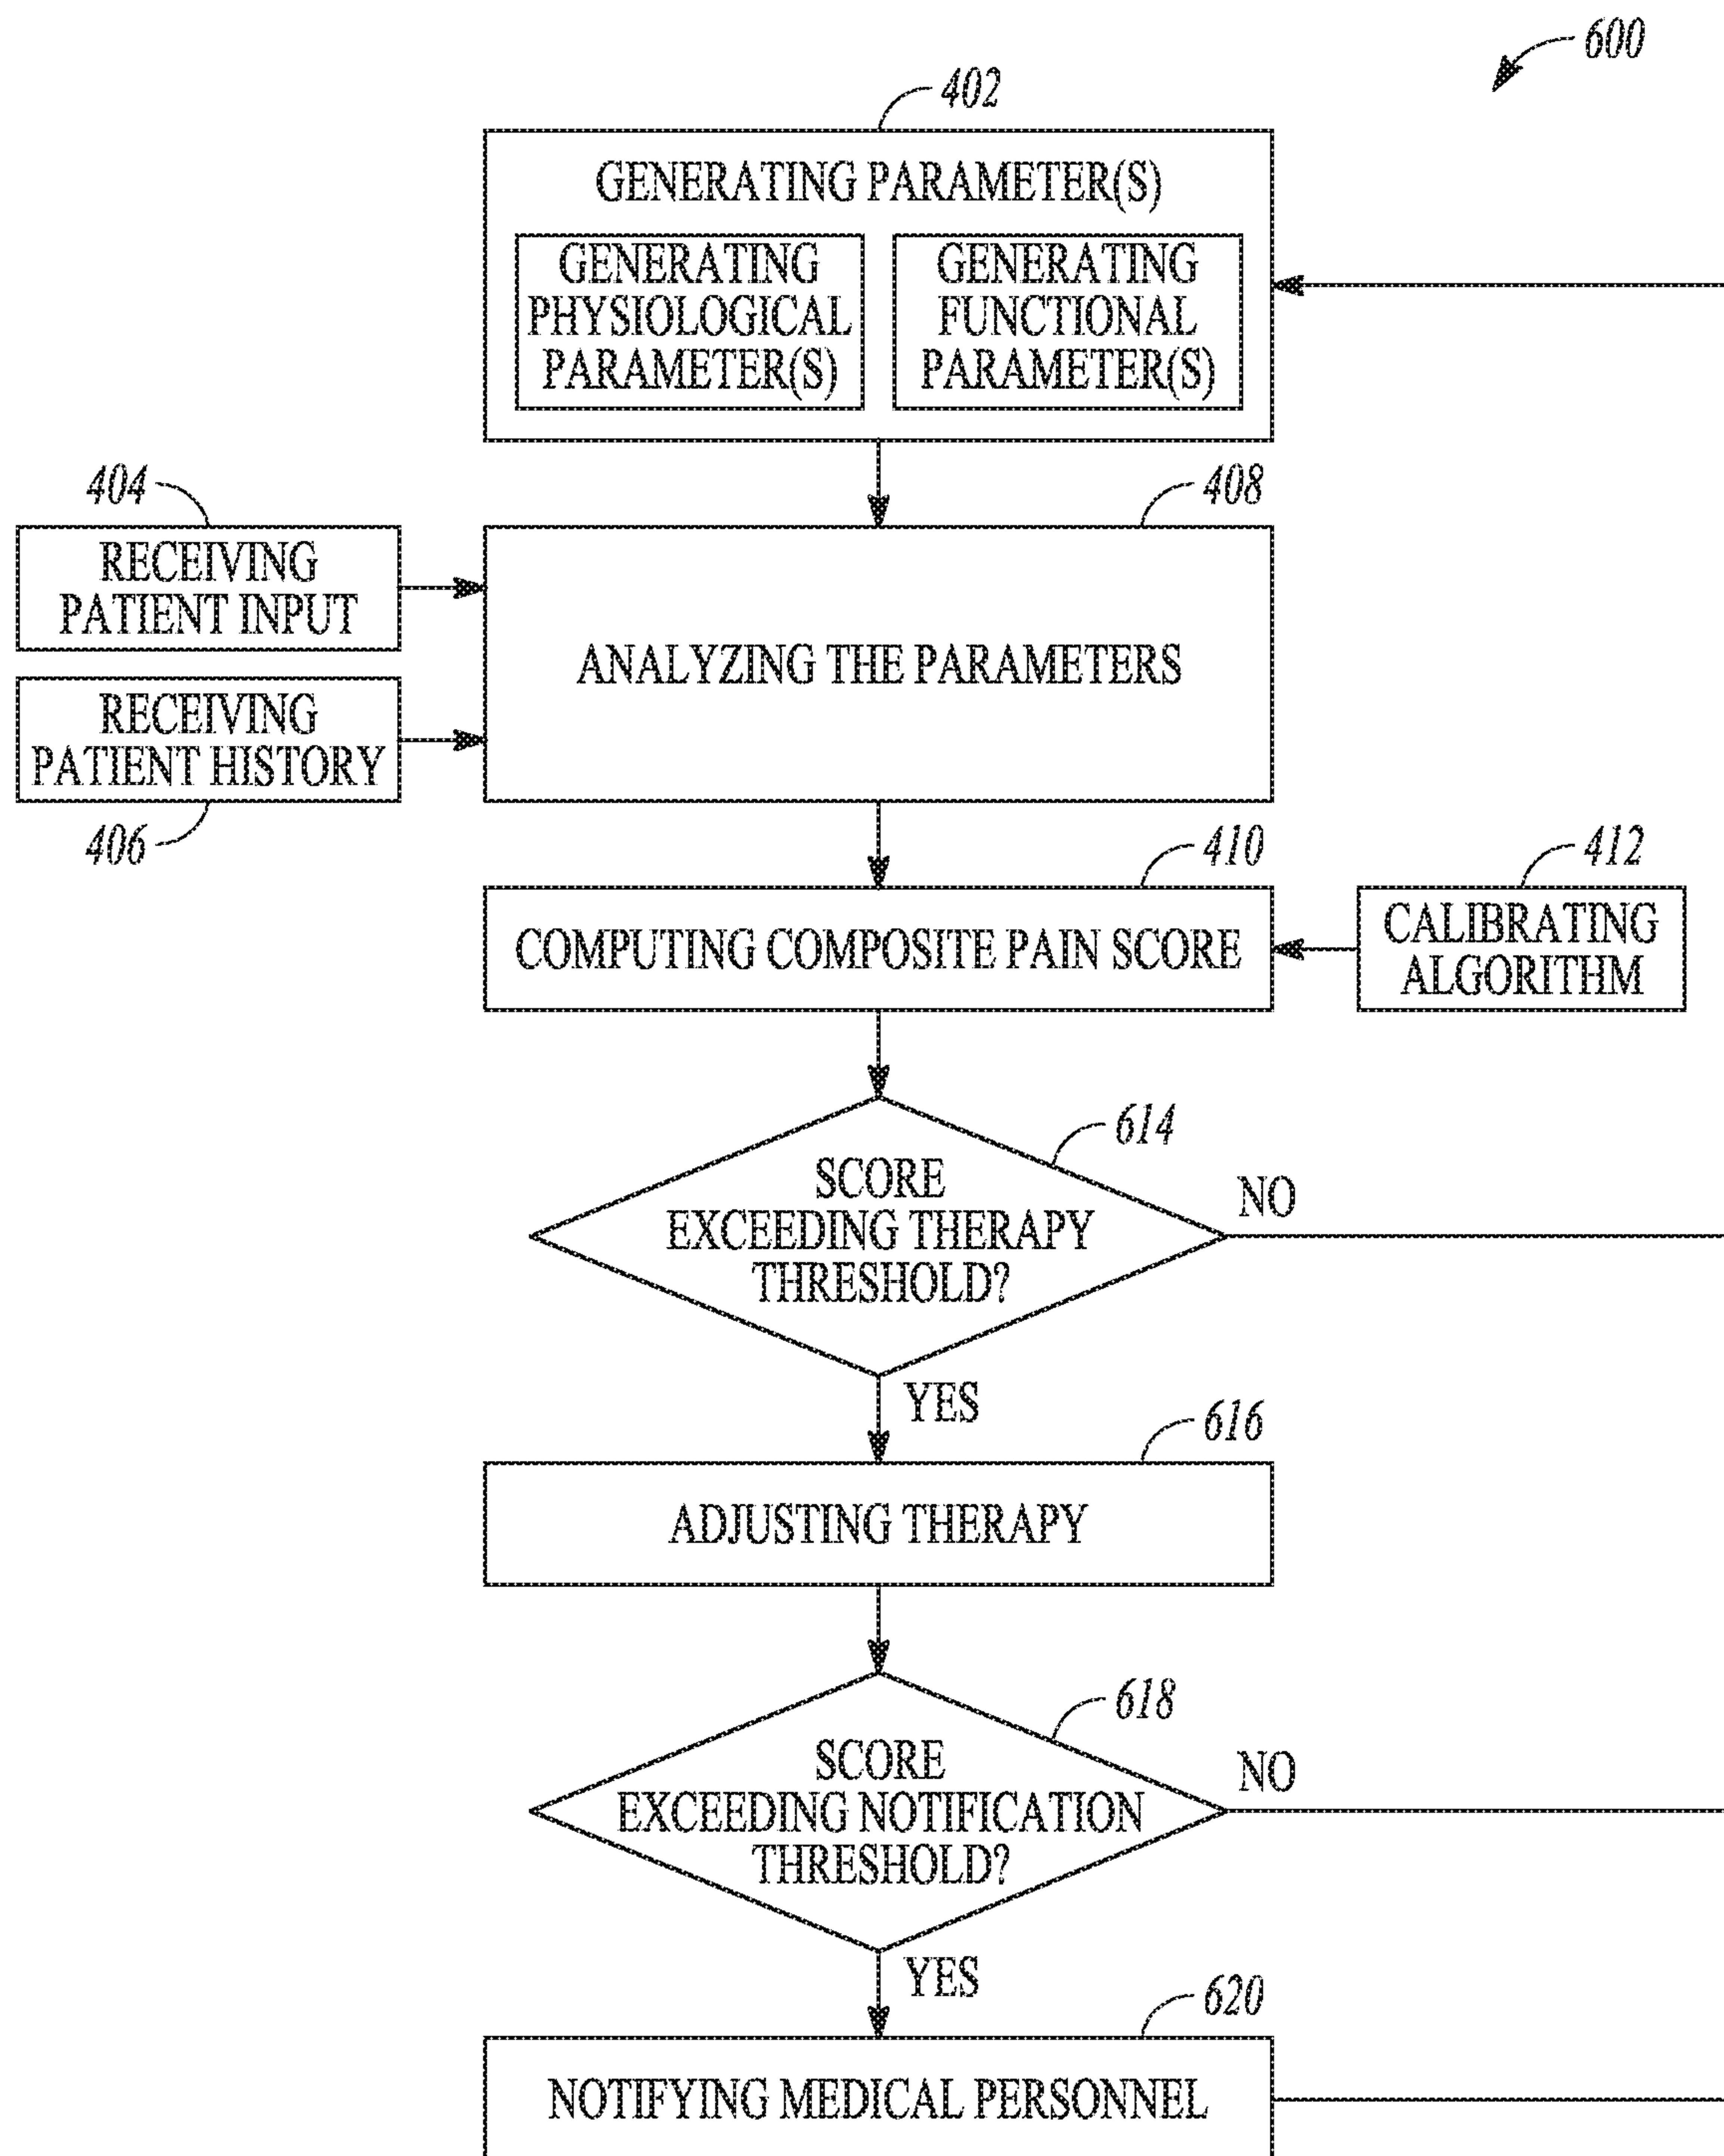 600
402
GENERATING PARAMETER(S)
GENERATING
PHYSIOLOGICAL
PARAMETER(S)
GENERATING
FUNCTIONAL
PARAMETER(S)
404
RECEIVING
PATIENT INPUT
408
ANALYZING THE PARAMETERS
RECEIVING
PATIENT HISTORY
406
410
COMPUTING COMPOSITE PAIN SCORE
412
CALIBRATING
ALGORITHM
614
SCORE
EXCEEDING THERAPY
THRESHOLD?
NO
YES
616
ADJUSTING THERAPY
618
SCORE
EXCEEDING NOTIFICATION
THRESHOLD?
NO
YES
620
NOTIFYING MEDICAL PERSONNEL